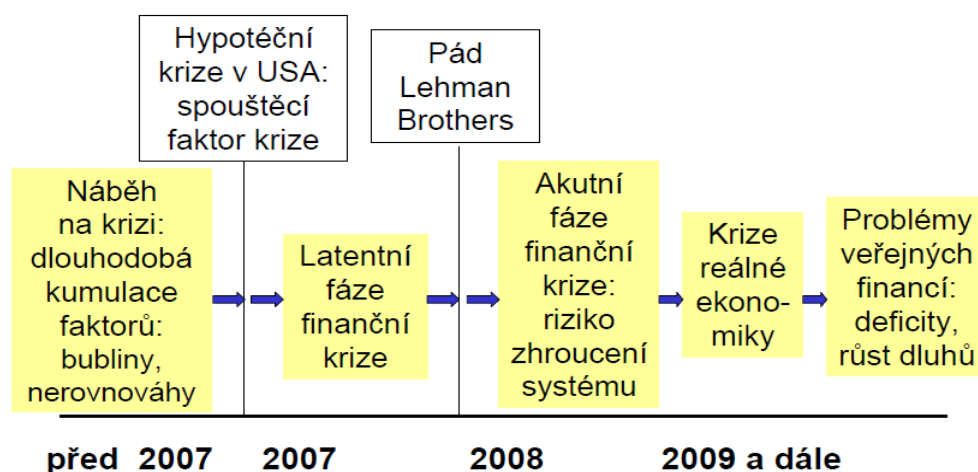 Hypotéční
krize v USA:
spouštěcí
faktor krize
Pád
Lehman
Brothers
Náběh
na krizi:
dlouhodobá
kumulace
faktorů:
bubliny,
nerovnováhy
Latentní
fáze
finanční
krize
Akutní
fáze
finanční
krize:
riziko
zhroucení
systému
Krize
reálné
ekono-
miky
Problémy
veřejných
financí:
deficity,
růst dluhů
před 2007
2007
2008
2009 a dále